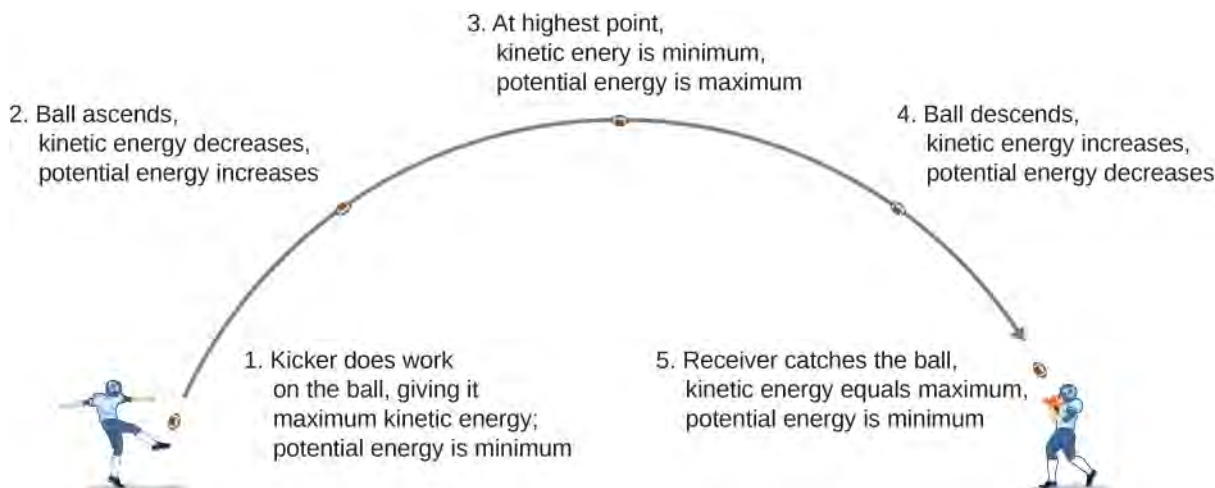 3. At highest point,
kinetic enery is minimum,
potential energy is maximum
2. Ball ascends,
kinetic energy decreases,
potential energy increases
4. Ball descends,
kinetic energy increases,
potential energy decreases
1. Kicker does work
on the ball, giving it
maximum kinetic energy;
potential energy is minimum
5. Receiver catches the ball,
kinetic energy equals maximum,
potential energy is minimum